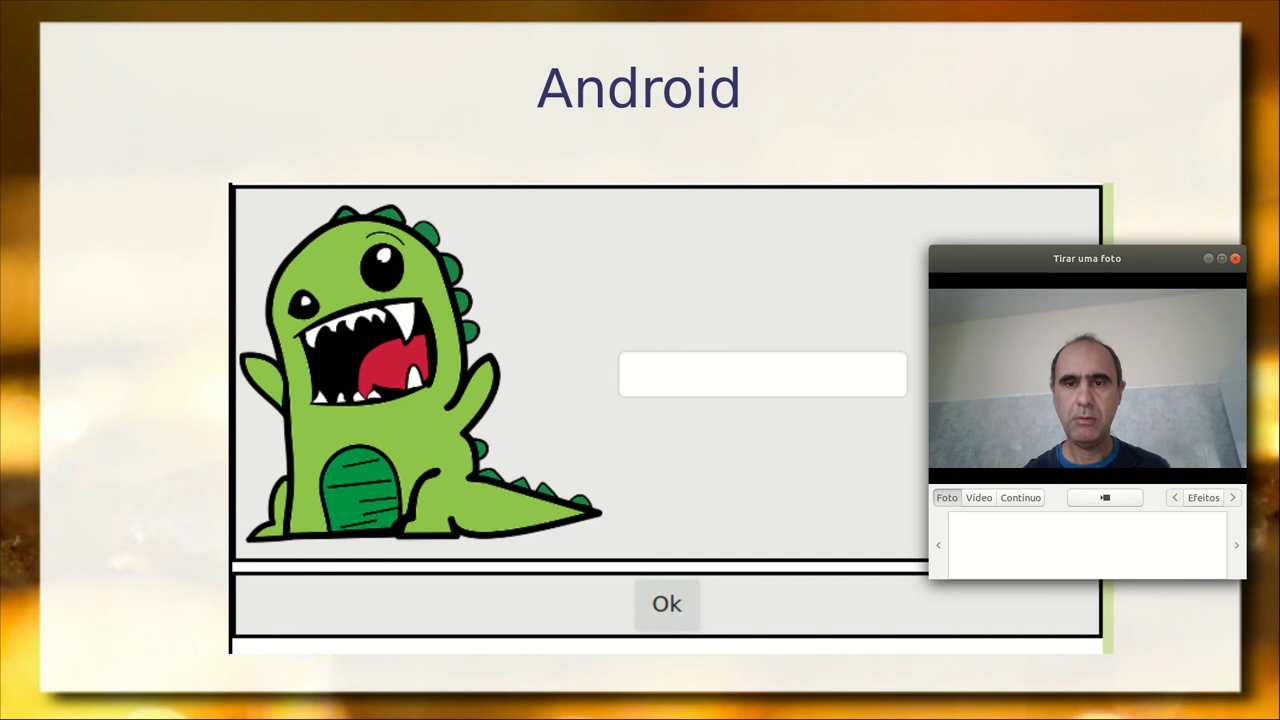 Android
Tirar uma foto
Foto Vídeo Contínuo
Efeitos
Ok